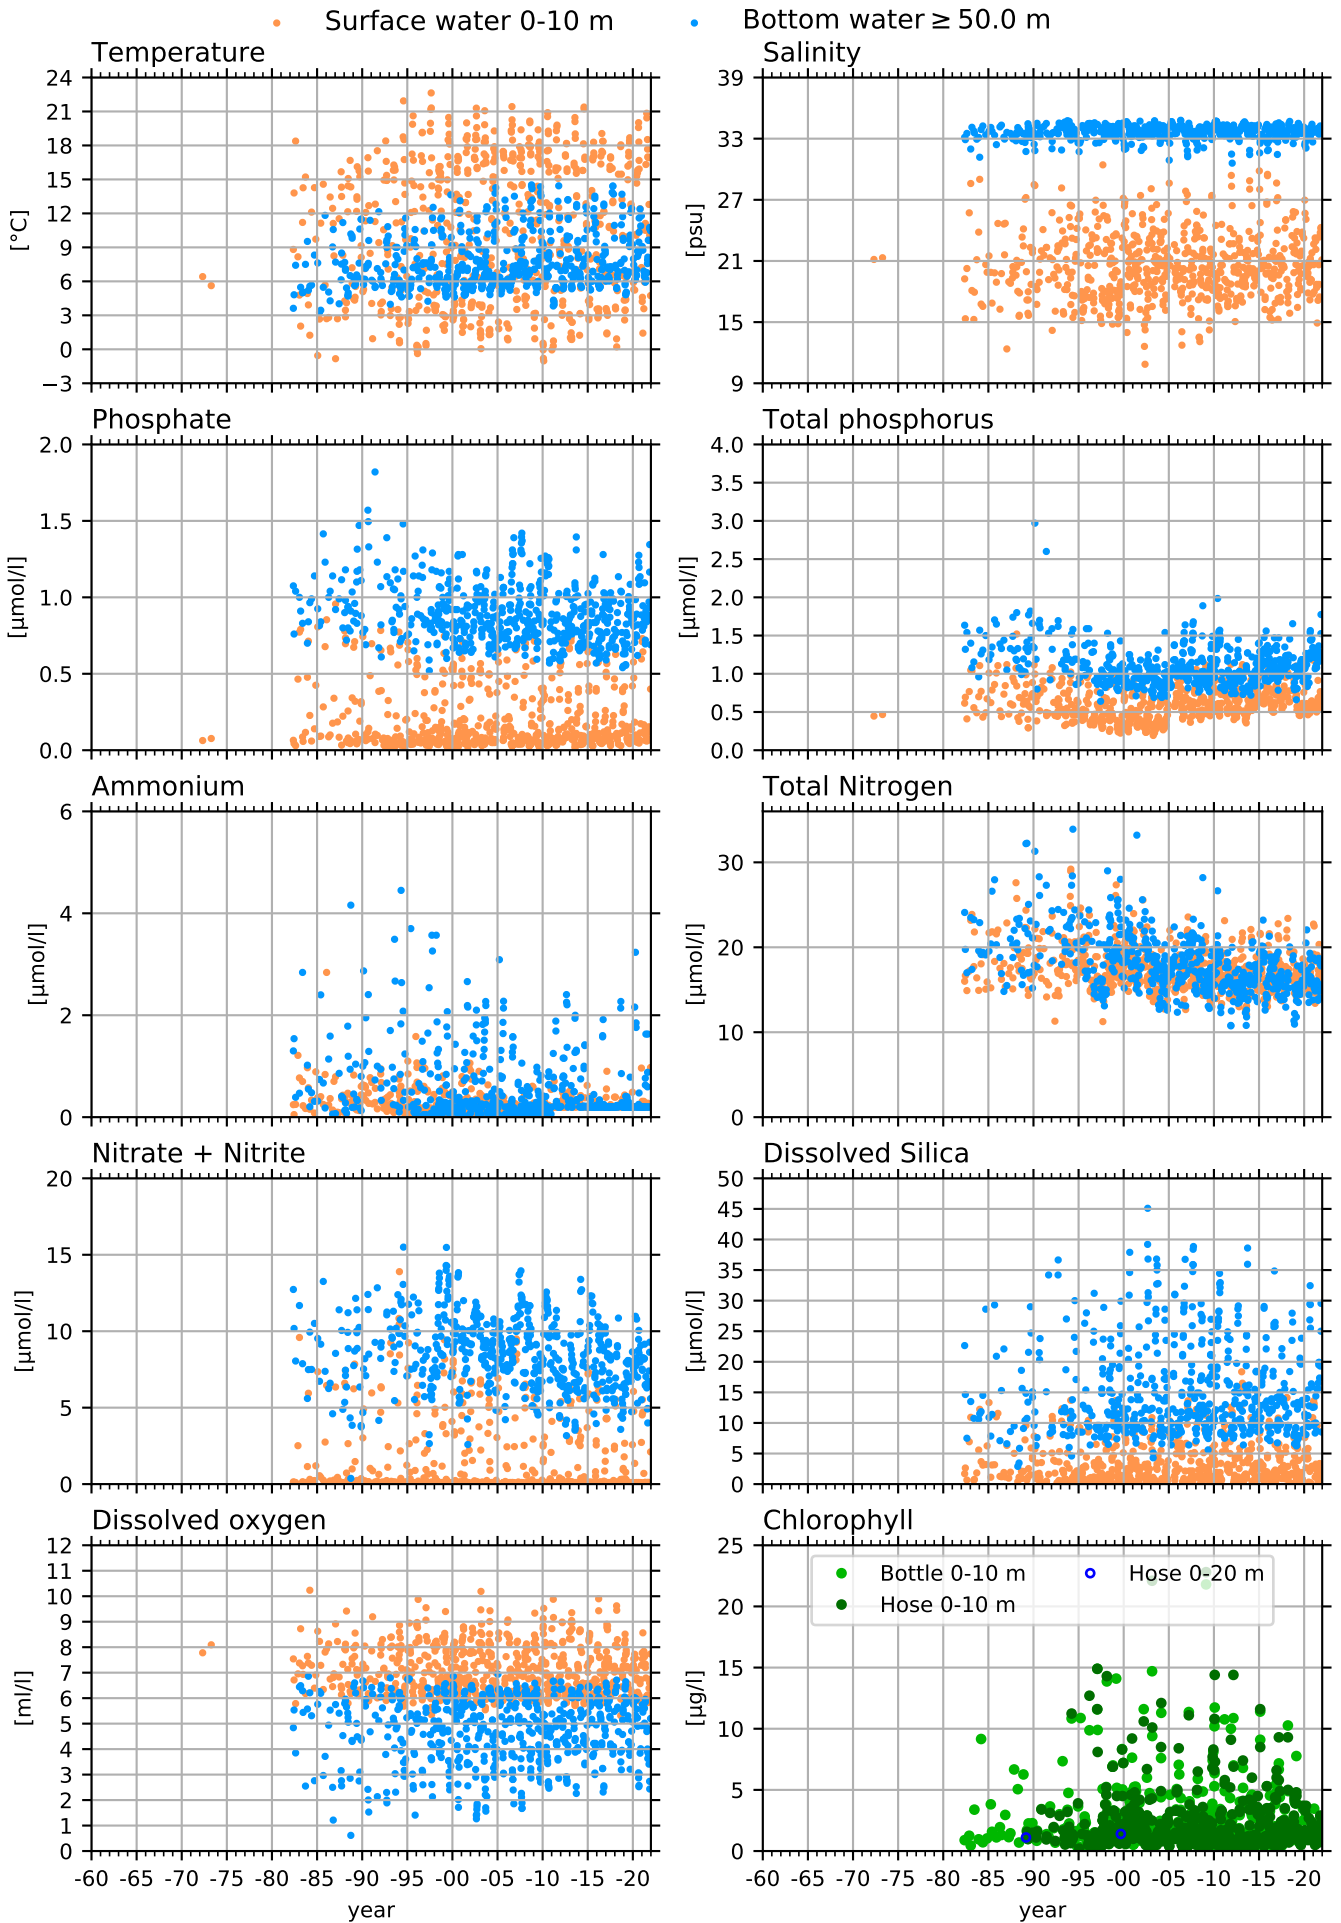 Surface water 0-10 m Bottom water ≥ 50.0 m
Temperature
24
21
18
15
12
9
6
3
0
−3
[°C]
Salinity
39
33
27
21
15
9
[psu]
Phosphate
2.0
1.5
1.0
0.5
0.0
[µmol/l]
Total phosphorus
4.0
3.5
3.0
2.5
2.0
1.5
1.0
0.5
0.0
[µmol/l]
Ammonium
6
4
2
0
[µmol/l]
Total Nitrogen
30
20
10
0
[µmol/l]
Nitrate + Nitrite
20
15
10
5
0
[µmol/l]
Dissolved Silica
50
45
40
35
30
25
20
15
10
5
0
[µmol/l]
Dissolved oxygen
12
11
10
9
8
7
6
5
4
3
2
1
0
[ml/l]
-60 -65 -70 -75 -80 -85 -90 -95 -00 -05 -10 -15 -20
year
Chlorophyll
25
20
15
10
5
0
[µg/l]
Bottle 0-10 m Hose 0-20 m
Hose 0-10 m
-60 -65 -70 -75 -80 -85 -90 -95 -00 -05 -10 -15 -20
year